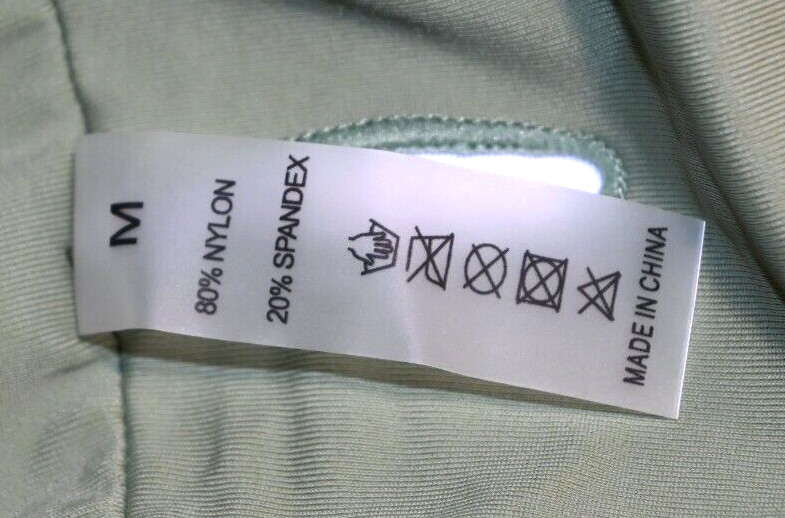 M
80% NYLON
20% SPANDEX
MADE IN CHINA